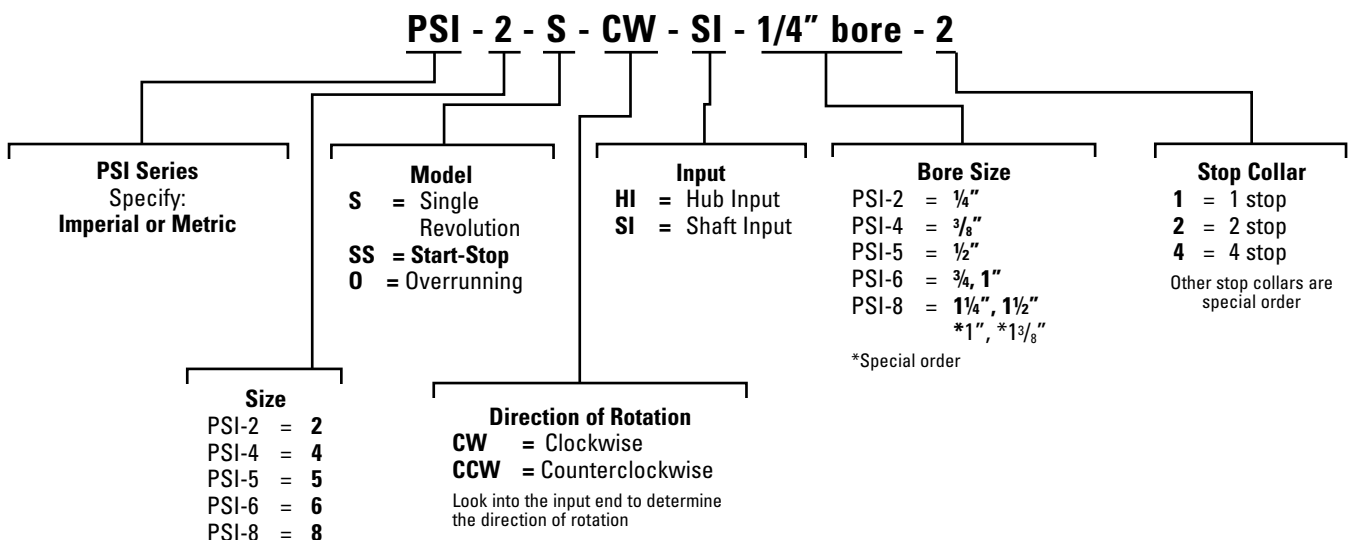 PSI - 2 - S - CW - SI - 1/4" bore - 2
PSI Series
Specify:
Imperial or Metric
Model
S = Single
Revolution
SS = Start-Stop
O = Overrunning
Input
HI = Hub Input
SI = Shaft Input
Bore Size
PSI-2 = ¼"
PSI-4 = ³/₈"
PSI-5 = ½"
PSI-6 = ¾, 1"
PSI-8 = 1¼", 1½"
*1", *1³/₈"
*Special order
Stop Collar
1 = 1 stop
2 = 2 stop
4 = 4 stop
Other stop collars are
special order
Size
PSI-2 = 2
PSI-4 = 4
PSI-5 = 5
PSI-6 = 6
PSI-8 = 8
Direction of Rotation
CW = Clockwise
CCW = Counterclockwise
Look into the input end to determine
the direction of rotation